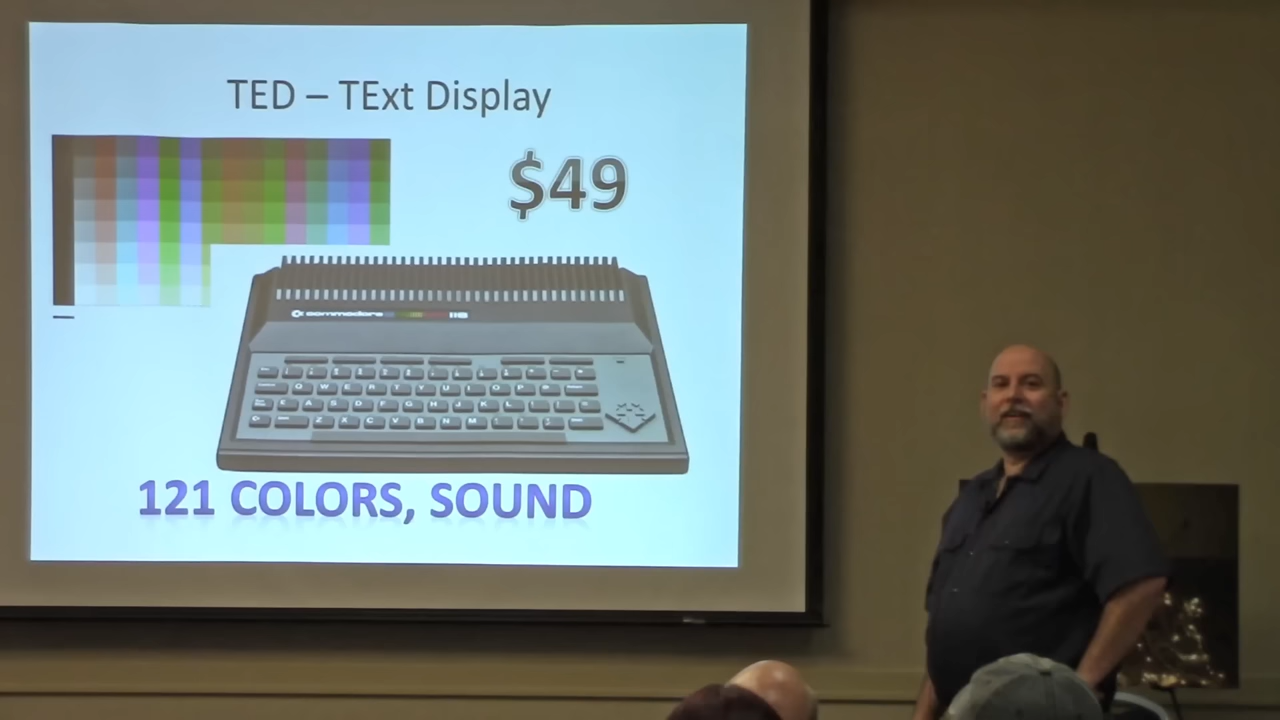 TED – TExt Display
$49
commodore 116
Q W E R T Y U I O P
A S D F G H J K L
Z X C V B N M
121 COLORS, SOUND